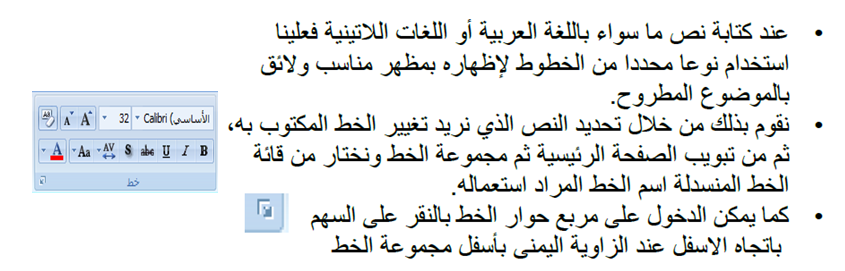 • عند كتابة نص ما سواء باللغة العربية أو اللغات اللاتينية فعلينا
استخدام نوعا محددا من الخطوط لإظهاره بمظهر مناسب ولائق
بالموضوع المطروح.
• نقوم بذلك من خلال تحديد النص الذي نريد تغيير الخط المكتوب به،
ثم من تبويب الصفحة الرئيسية ثم مجموعة الخط ونختار من قائة
الخط المنسدلة اسم الخط المراد استعماله.
• كما يمكن الدخول على مربع حوار الخط بالنقر على السهم
باتجاه الاسفل عند الزاوية اليمنى بأسفل مجموعة الخط
Calibri (الأساسي 32 A A Aa
B I U abc S AV Aa A
خط